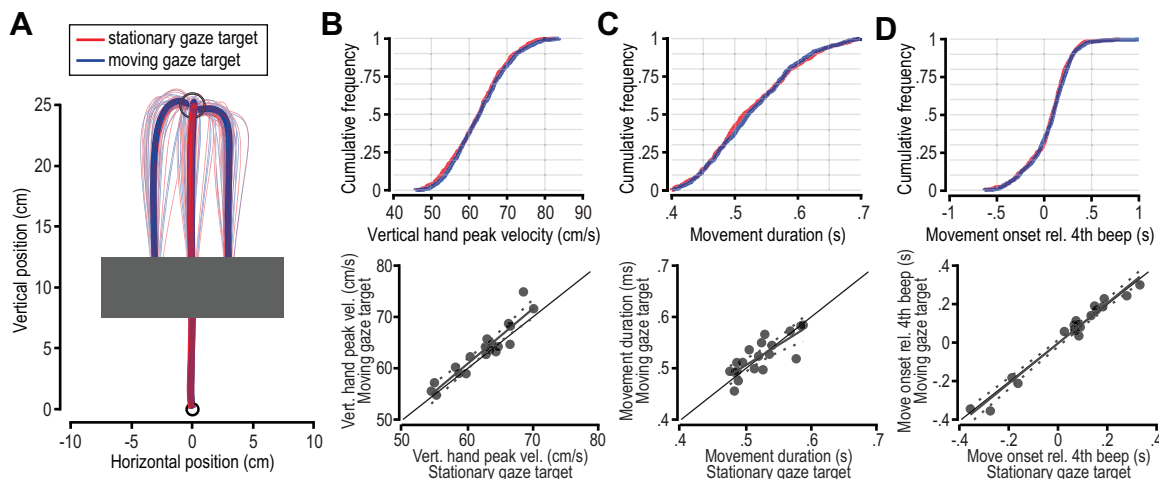 A
stationary gaze target
moving gaze target
25
20
15
10
5
0
Vertical position (cm)
-10
-5
0
5
10
Horizontal position (cm)
B
1
.75
.5
.25
0
Cumulative frequency
40
50
60
70
80
90
Vertical hand peak velocity (cm/s)
80
70
60
50
Vert. hand peak vel. (cm/s)
Moving gaze target
50
60
70
80
Vert. hand peak vel. (cm/s)
Stationary gaze target
C
1
.75
.5
.25
0
Cumulative frequency
.4
.5
.6
.7
Movement duration (s)
.7
.6
.5
.4
Movement duration (ms)
Moving gaze target
.4
.5
.6
.7
Movement duration (s)
Stationary gaze target
D
1
.75
.5
.25
0
Cumulative frequency
-1
-.5
0
.5
1
Movement onset rel. 4th beep (s)
.4
.2
0
-.2
-.4
Move onset rel. 4th beep (s)
Moving gaze target
-.4
-.2
0
.2
.4
Move onset rel. 4th beep (s)
Stationary gaze target